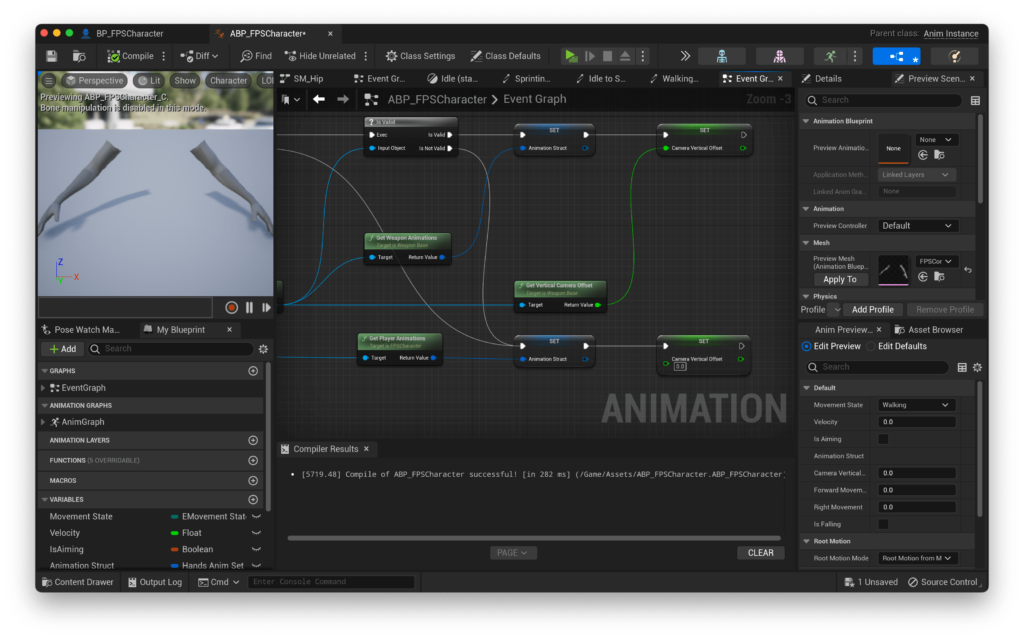 BP_FPSCharacter
ABP_FPSCharacter*
Parent class: Anim Instance
Compile
Diff
Find
Hide Unrelated
Class Settings
Class Defaults
Perspective
Lit
Show
Character
LOD
Previewing ABP_FPSCharacter_C.
Bone manipulation is disabled in this mode.
Z
X
Y
SM_Hip
Event Gr...
Idle (sta...
Sprintin...
Idle to S...
Walking...
Event Gr...
ABP_FPSCharacter > Event Graph
Zoom -3
Is Valid
Exec
Is Valid
Input Object
Is Not Valid
SET
Animation Struct
SET
Camera Vertical Offset
Get Weapon Animations
Target is Weapon Base
Target
Return Value
Get Vertical Camera Offset
Target is Weapon Base
Target
Return Value
Get Player Animations
Target is FPSCharacter
Target
Return Value
SET
Animation Struct
SET
Camera Vertical Offset
0.0
ANIMATION
Pose Watch Ma...
My Blueprint
Add
Search
GRAPHS
EventGraph
ANIMATION GRAPHS
AnimGraph
ANIMATION LAYERS
FUNCTIONS (5 OVERRIDABLE)
MACROS
VARIABLES
Movement State
EMovement Stat
Velocity
Float
IsAiming
Boolean
Animation Struct
Hands Anim Set
Compiler Results
[5719.48] Compile of ABP_FPSCharacter successful! [in 282 ms] (/Game/Assets/ABP_FPSCharacter.ABP_FPSCharacter)
PAGE
CLEAR
Details
Preview Scen...
Search
Animation Blueprint
Preview Animatio...
None
None
Application Meth...
Linked Layers
Linked Anim Gra...
None
Animation
Preview Controller
Default
Mesh
Preview Mesh
(Animation Bluep...
Apply To
FPSCor
Physics
Profile
Add Profile
Remove Profile
Anim Preview...
Asset Browser
Edit Preview
Edit Defaults
Search
Default
Movement State
Walking
Velocity
0.0
Is Aiming
Animation Struct
Camera Vertical...
0.0
Forward Movem...
0.0
Right Movement
0.0
Is Falling
Root Motion
Root Motion Mode
Root Motion from M
Content Drawer
Output Log
Cmd
Enter Console Command
1 Unsaved
Source Control